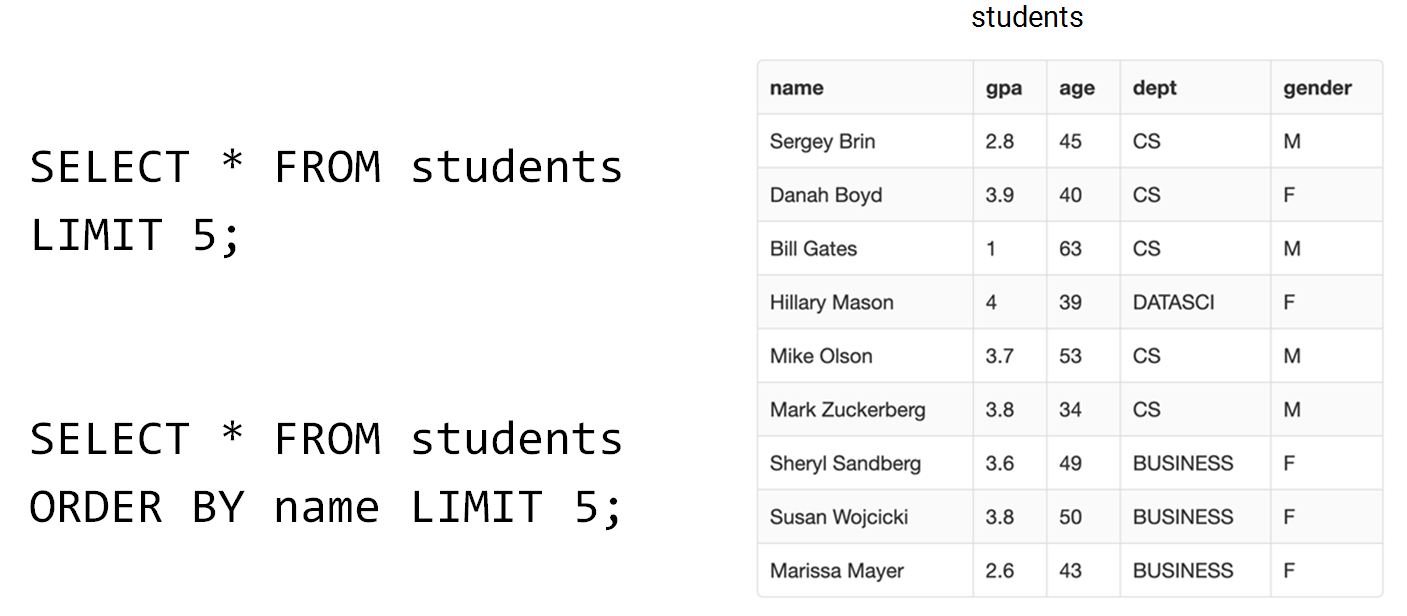 SELECT * FROM students
LIMIT 5;
SELECT * FROM students
ORDER BY name LIMIT 5;
students
name gpa age dept gender
Sergey Brin 2.8 45 CS M
Danah Boyd 3.9 40 CS F
Bill Gates 1 63 CS M
Hillary Mason 4 39 DATASCI F
Mike Olson 3.7 53 CS M
Mark Zuckerberg 3.8 34 CS M
Sheryl Sandberg 3.6 49 BUSINESS F
Susan Wojcicki 3.8 50 BUSINESS F
Marissa Mayer 2.6 43 BUSINESS F